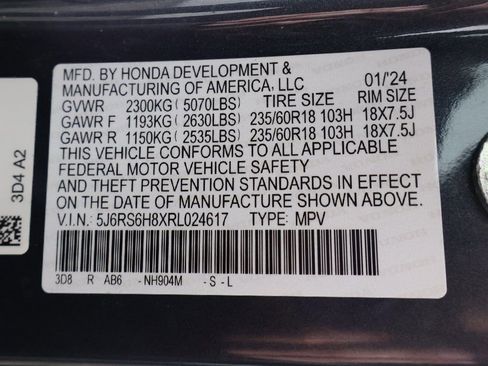 MFD. BY HONDA DEVELOPMENT &
MANUFACTURING OF AMERICA, LLC 01/'24
GVWR 2300KG (5070LBS) TIRE SIZE RIM SIZE
GAWR F 1193KG (2630LBS) 235/60R18 103H 18X7.5J
GAWR R 1150KG (2535LBS) 235/60R18 103H 18X7.5J
THIS VEHICLE CONFORMS TO ALL APPLICABLE
FEDERAL MOTOR VEHICLE SAFETY
AND THEFT PREVENTION STANDARDS IN EFFECT
ON THE DATE OF MANUFACTURE SHOWN ABOVE.
V.I.N.: 5J6RS6H8XRL024617 TYPE: MPV
3D8 R AB6 -NH904M -S-L
3D4 A2